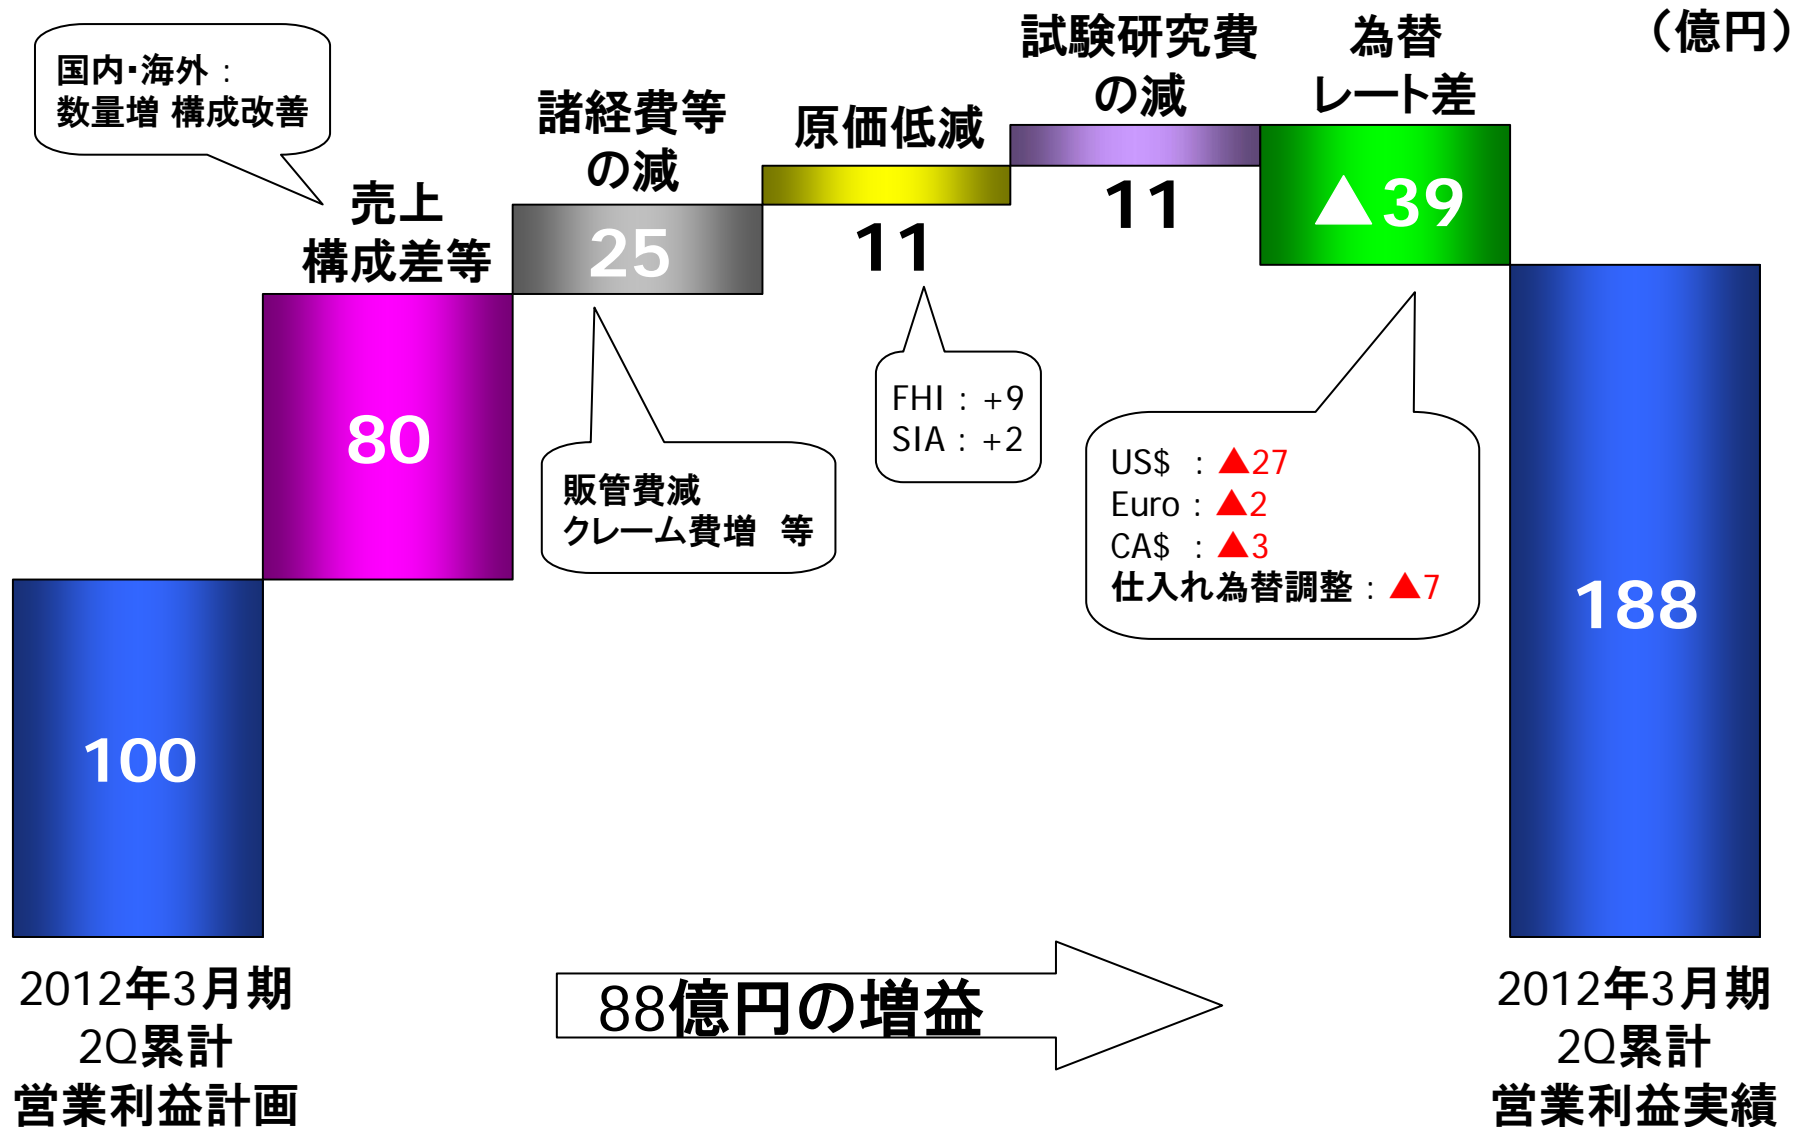 （億円）
国内・海外：
数量増 構成改善
売上
構成差等
諸経費等
の減
原価低減
試験研究費
の減
為替
レート差
100
80
25
11
11
▲39
188
販管費減
クレーム費増　等
FHI：+9
SIA：+2
US$ ：▲27
Euro：▲2
CA$ ：▲3
仕入れ為替調整：▲7
88億円の増益
2012年3月期
2Q累計
営業利益計画
2012年3月期
2Q累計
営業利益実績